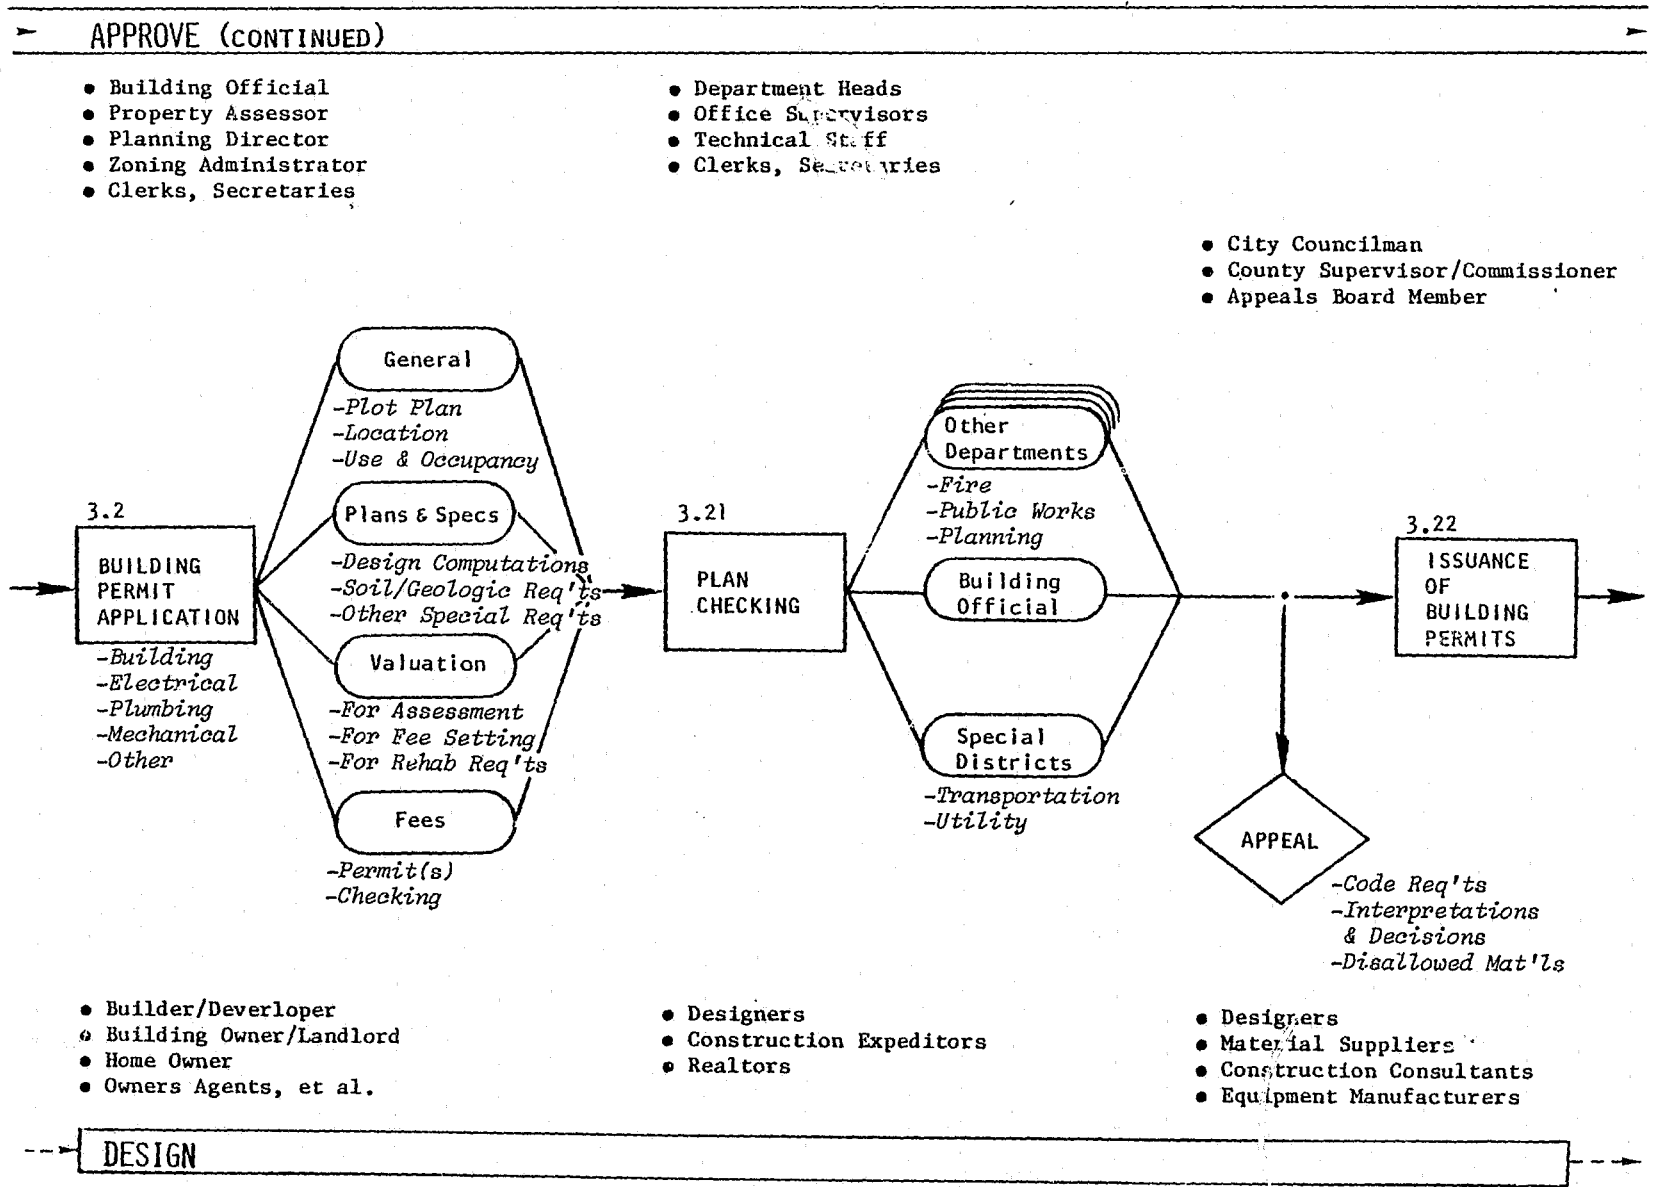 APPROVE (CONTINUED)
• Building Official
• Property Assessor
• Planning Director
• Zoning Administrator
• Clerks, Secretaries
• Department Heads
• Office Supervisors
• Technical Staff
• Clerks, Secretaries
• City Councilman
• County Supervisor/Commissioner
• Appeals Board Member
3.2
BUILDING
PERMIT
APPLICATION
-Building
-Electrical
-Plumbing
-Mechanical
-Other
General
-Plot Plan
-Location
-Use & Occupancy
Plans & Specs
-Design Computations
-Soil/Geologic Req'ts
-Other Special Req'ts
Valuation
-For Assessment
-For Fee Setting
-For Rehab Req'ts
Fees
-Permit(s)
-Checking
3.21
PLAN
CHECKING
Other
Departments
-Fire
-Public Works
-Planning
Building
Official
Special
Districts
-Transportation
-Utility
3.22
ISSUANCE
OF
BUILDING
PERMITS
APPEAL
-Code Req'ts
-Interpretations
& Decisions
-Disallowed Mat'ls
• Builder/Deverloper
• Building Owner/Landlord
• Home Owner
• Owners Agents, et al.
• Designers
• Construction Expeditors
• Realtors
• Designers
• Material Suppliers
• Construction Consultants
• Equipment Manufacturers
DESIGN